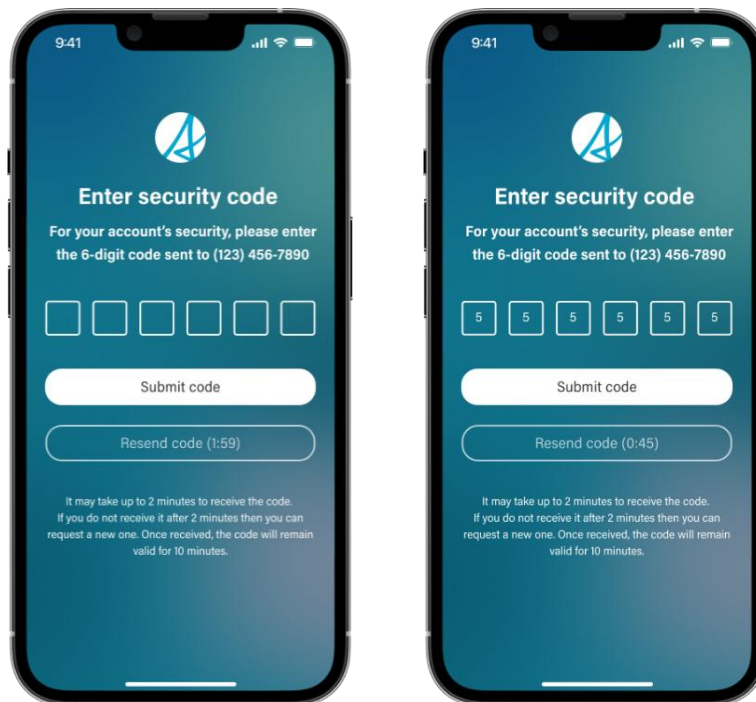 9:41
Enter security code
For your account's security, please enter
the 6-digit code sent to (123) 456-7890
Submit code
Resend code (1:59)
It may take up to 2 minutes to receive the code.
If you do not receive it after 2 minutes then you can
request a new one. Once received, the code will remain
valid for 10 minutes.
9:41
Enter security code
For your account's security, please enter
the 6-digit code sent to (123) 456-7890
5 5 5 5 5 5
Submit code
Resend code (0:45)
It may take up to 2 minutes to receive the code.
If you do not receive it after 2 minutes then you can
request a new one. Once received, the code will remain
valid for 10 minutes.